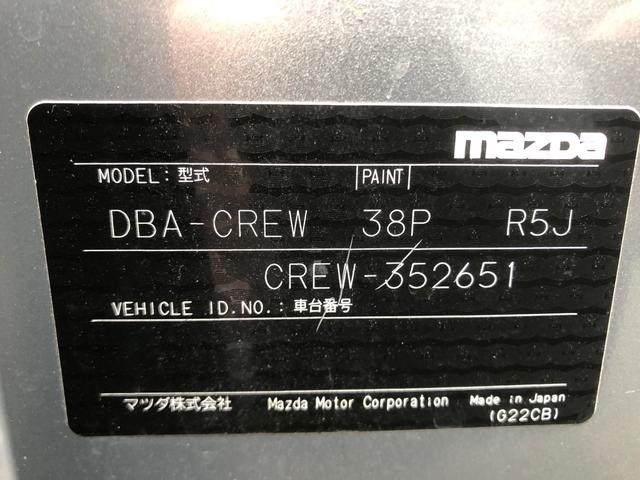 mazda
MODEL: 型式 PAINT
DBA-CREW 38P R5J
CREW-352651
VEHICLE ID.NO.: 車台番号
マツダ株式会社 Mazda Motor Corporation Made in Japan
(G22CB)